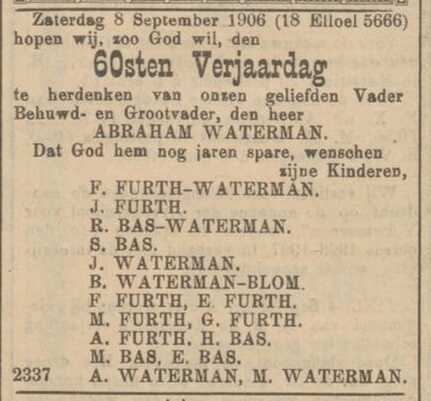 Zaterdag 8 September 1906 (18 Elloel 5666)
hopen wij, zoo God wil, den
60sten Verjaardag
te herdenken van onzen geliefden Vader
Behuwd- en Grootvader, den heer
ABRAHAM WATERMAN.
Dat God hem nog jaren spare, wenschen
zijne Kinderen,
F. FURTH-WATERMAN.
J. FURTH.
R. BAS-WATERMAN.
S. BAS.
J. WATERMAN.
B. WATERMAN-BLOM.
F. FURTH, E. FURTH.
M. FURTH, G. FURTH.
A. FURTH. H. BAS.
M. BAS, E. BAS.
2337 A. WATERMAN, M. WATERMAN.